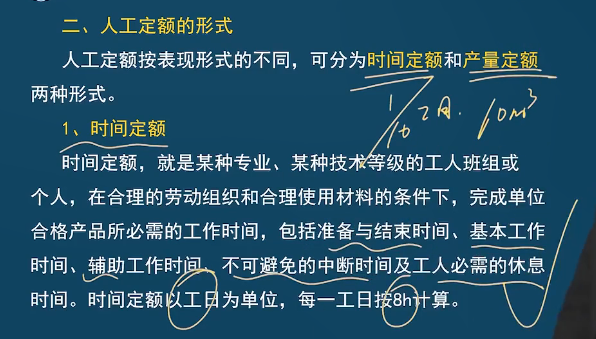 二、人工定额的形式
人工定额按表现形式的不同，可分为时间定额和产量定额
两种形式。
1/10 工日. 10m³
1、时间定额
时间定额，就是某种专业、某种技术等级的工人班组或
个人，在合理的劳动组织和合理使用材料的条件下，完成单位
合格产品所必需的工作时间，包括准备与结束时间、基本工作
时间、辅助工作时间、不可避免的中断时间及工人必需的休息
时间。时间定额以工日为单位，每一工日按8h计算。